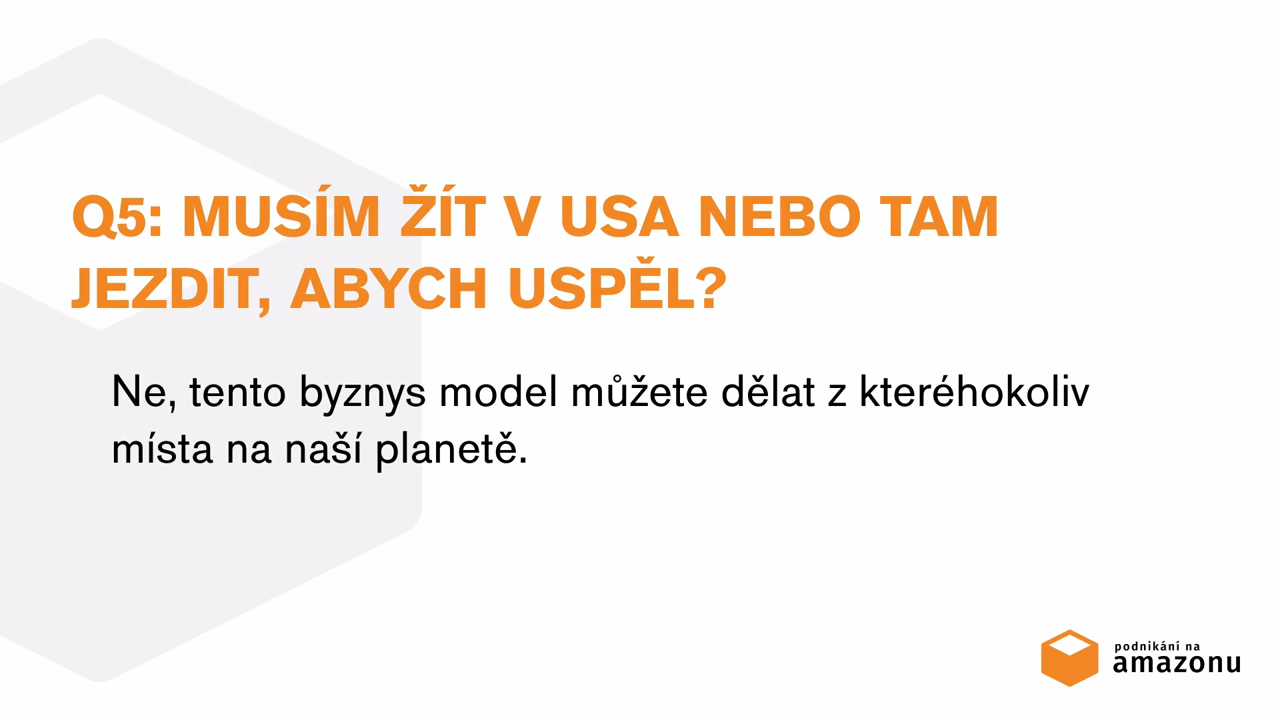 Q5: MUSÍM ŽÍT V USA NEBO TAM
JEZDIT, ABYCH USPĚL?
Ne, tento byznys model můžete dělat z kteréhokoliv
místa na naší planetě.
podnikání na
amazonu